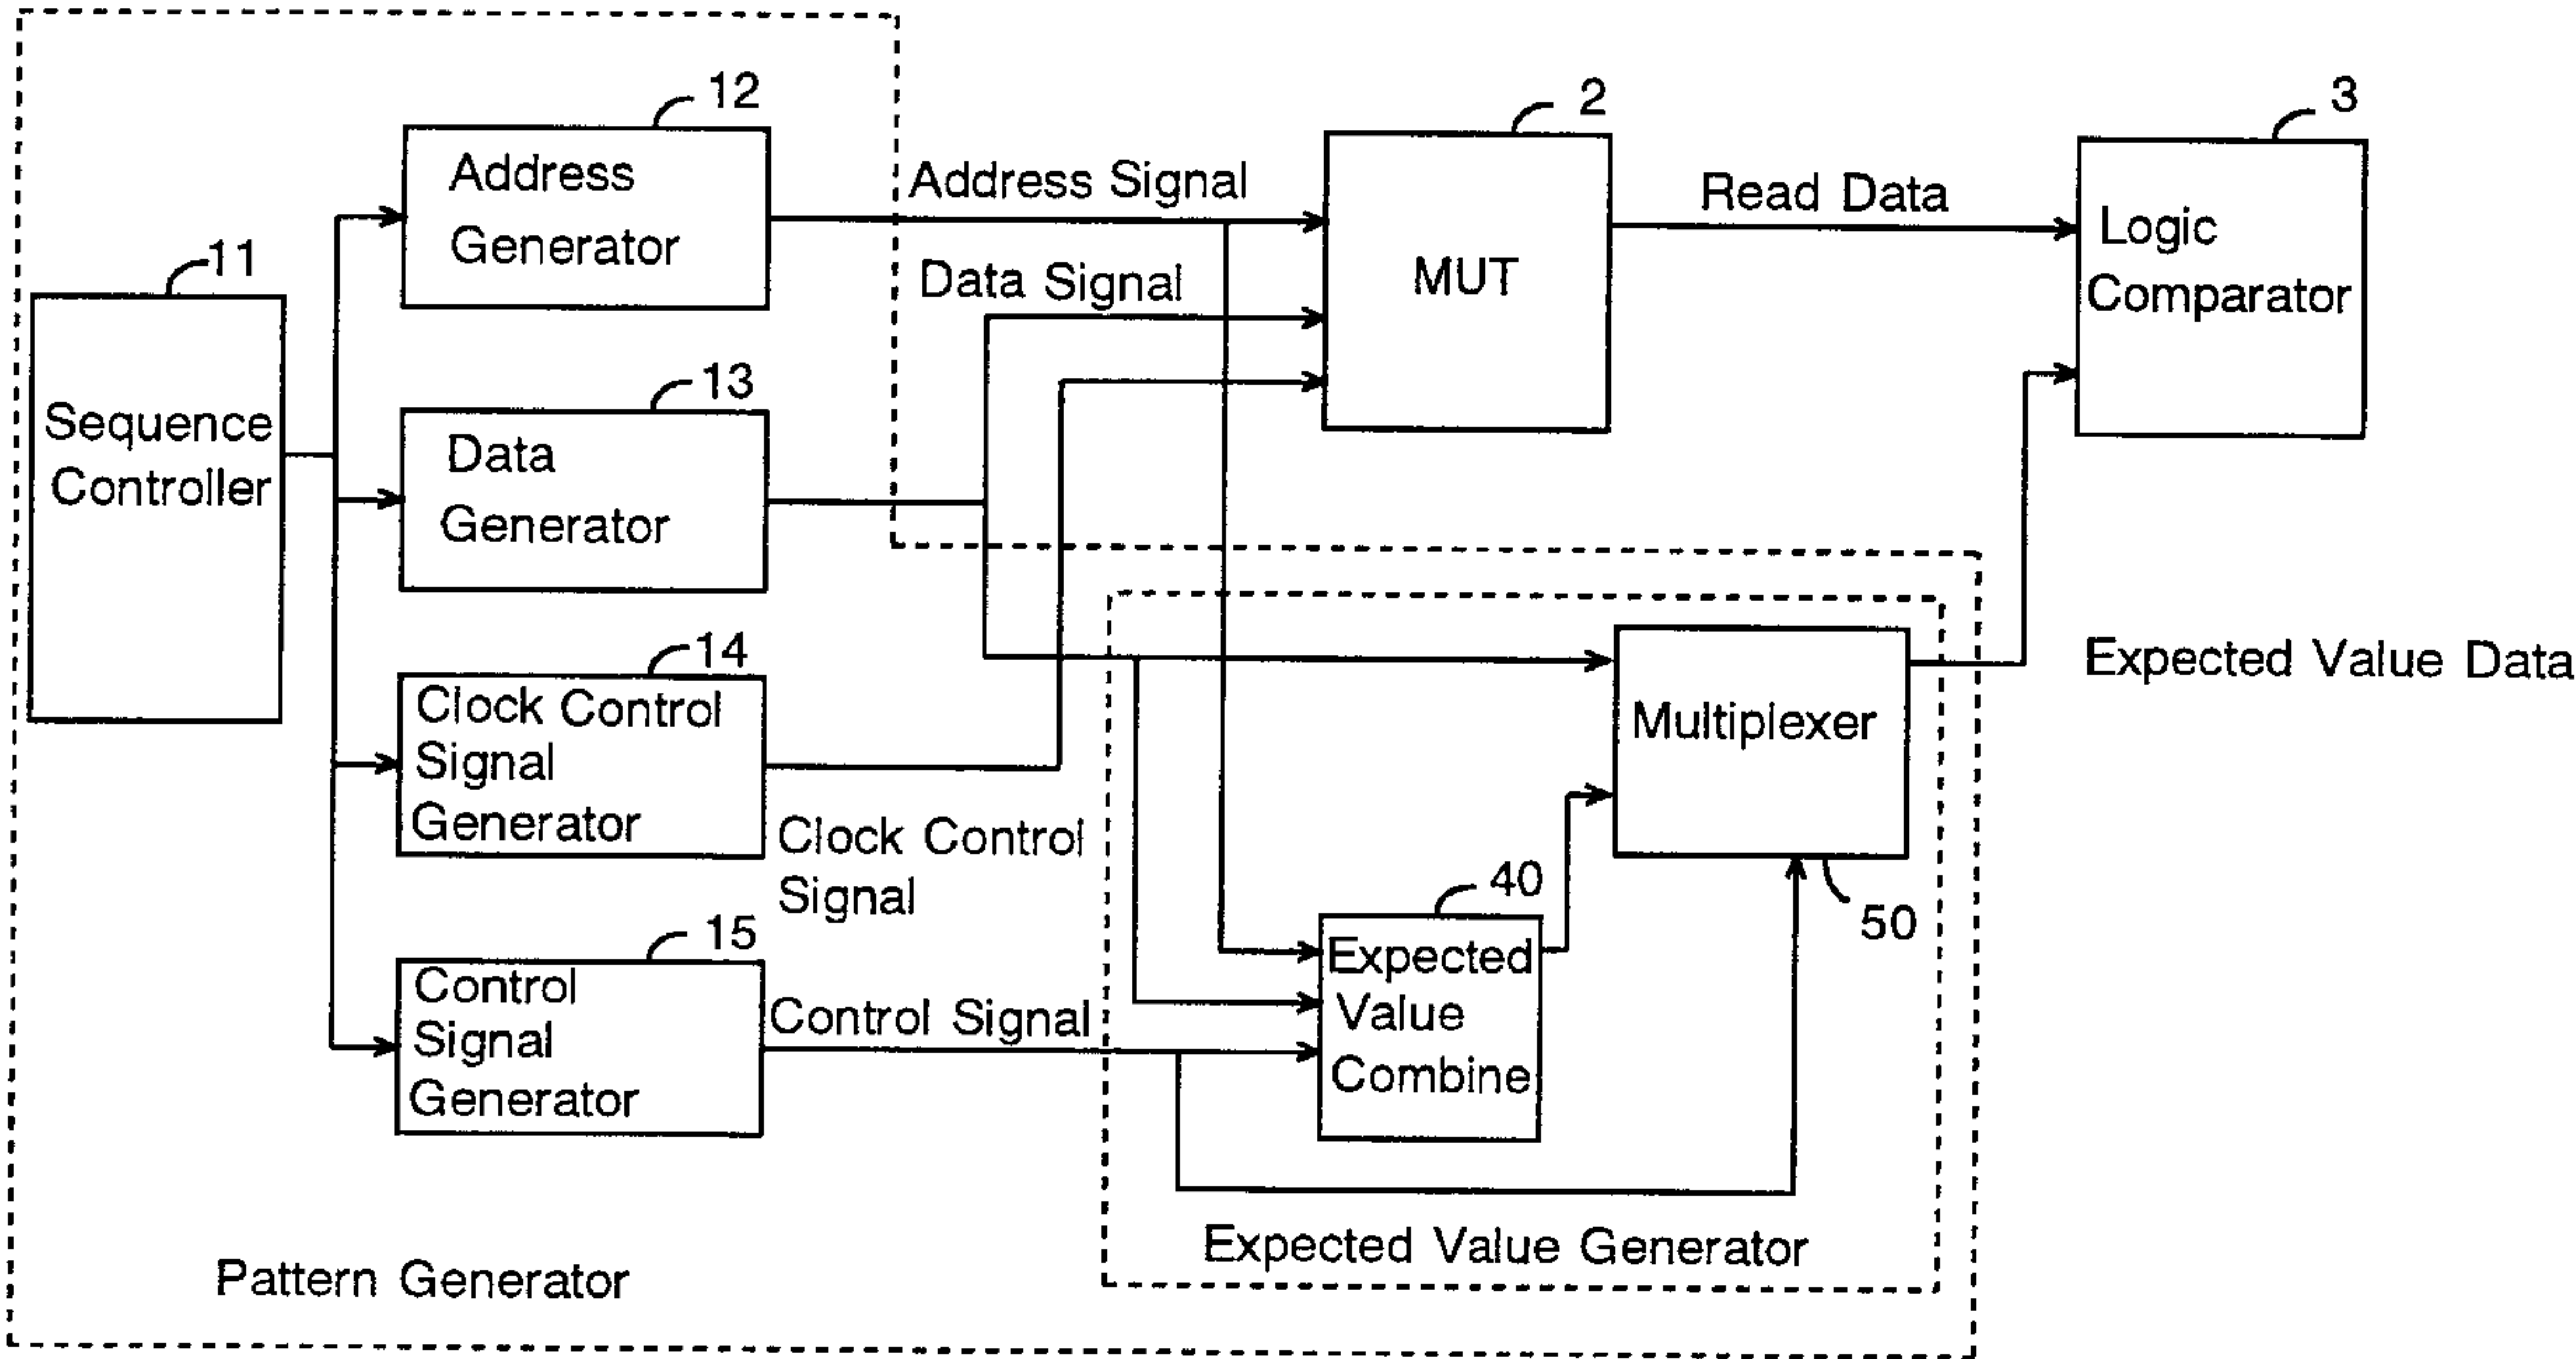 12
Address
Generator
11
Sequence
Controller
13
Data
Generator
14
Clock Control
Signal
Generator
15
Control
Signal
Generator
Address Signal
Data Signal
Clock Control
Signal
Control Signal
2
MUT
Read Data
3
Logic
Comparator
Expected Value Data
Multiplexer
50
40
Expected
Value
Combine
Expected Value Generator
Pattern Generator